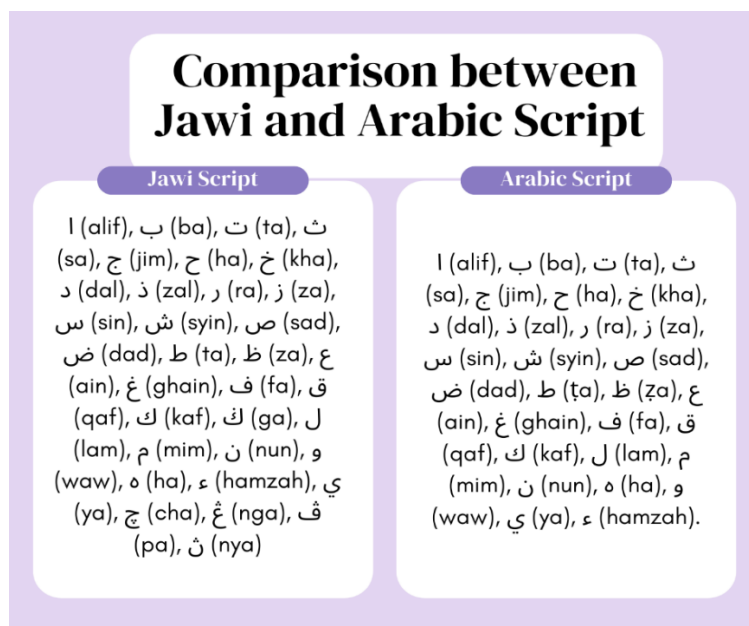 Comparison between
Jawi and Arabic Script
Jawi Script
ا (alif), ب (ba), ت (ta), ث
(sa), ج (jim), ح (ha), خ (kha),
د (dal), ذ (zal), ر (ra), ز (za),
س (sin), ش (syin), ص (sad),
ض (dad), ط (ta), ظ (za), ع
(ain), غ (ghain), ف (fa), ق
(qaf), ك (kaf), ڬ (ga), ل
(lam), م (mim), ن (nun), و
(waw), ه (ha), ء (hamzah), ي
(ya), چ (cha), ڠ (nga), ڤ
(pa), ڽ (nya)
Arabic Script
ا (alif), ب (ba), ت (ta), ث
(sa), ج (jim), ح (ha), خ (kha),
د (dal), ذ (zal), ر (ra), ز (za),
س (sin), ش (syin), ص (sad),
ض (dad), ط (ṭa), ظ (ẓa), ع
(ain), غ (ghain), ف (fa), ق
(qaf), ك (kaf), ل (lam), م
(mim), ن (nun), ه (ha), و
(waw), ي (ya), ء (hamzah).